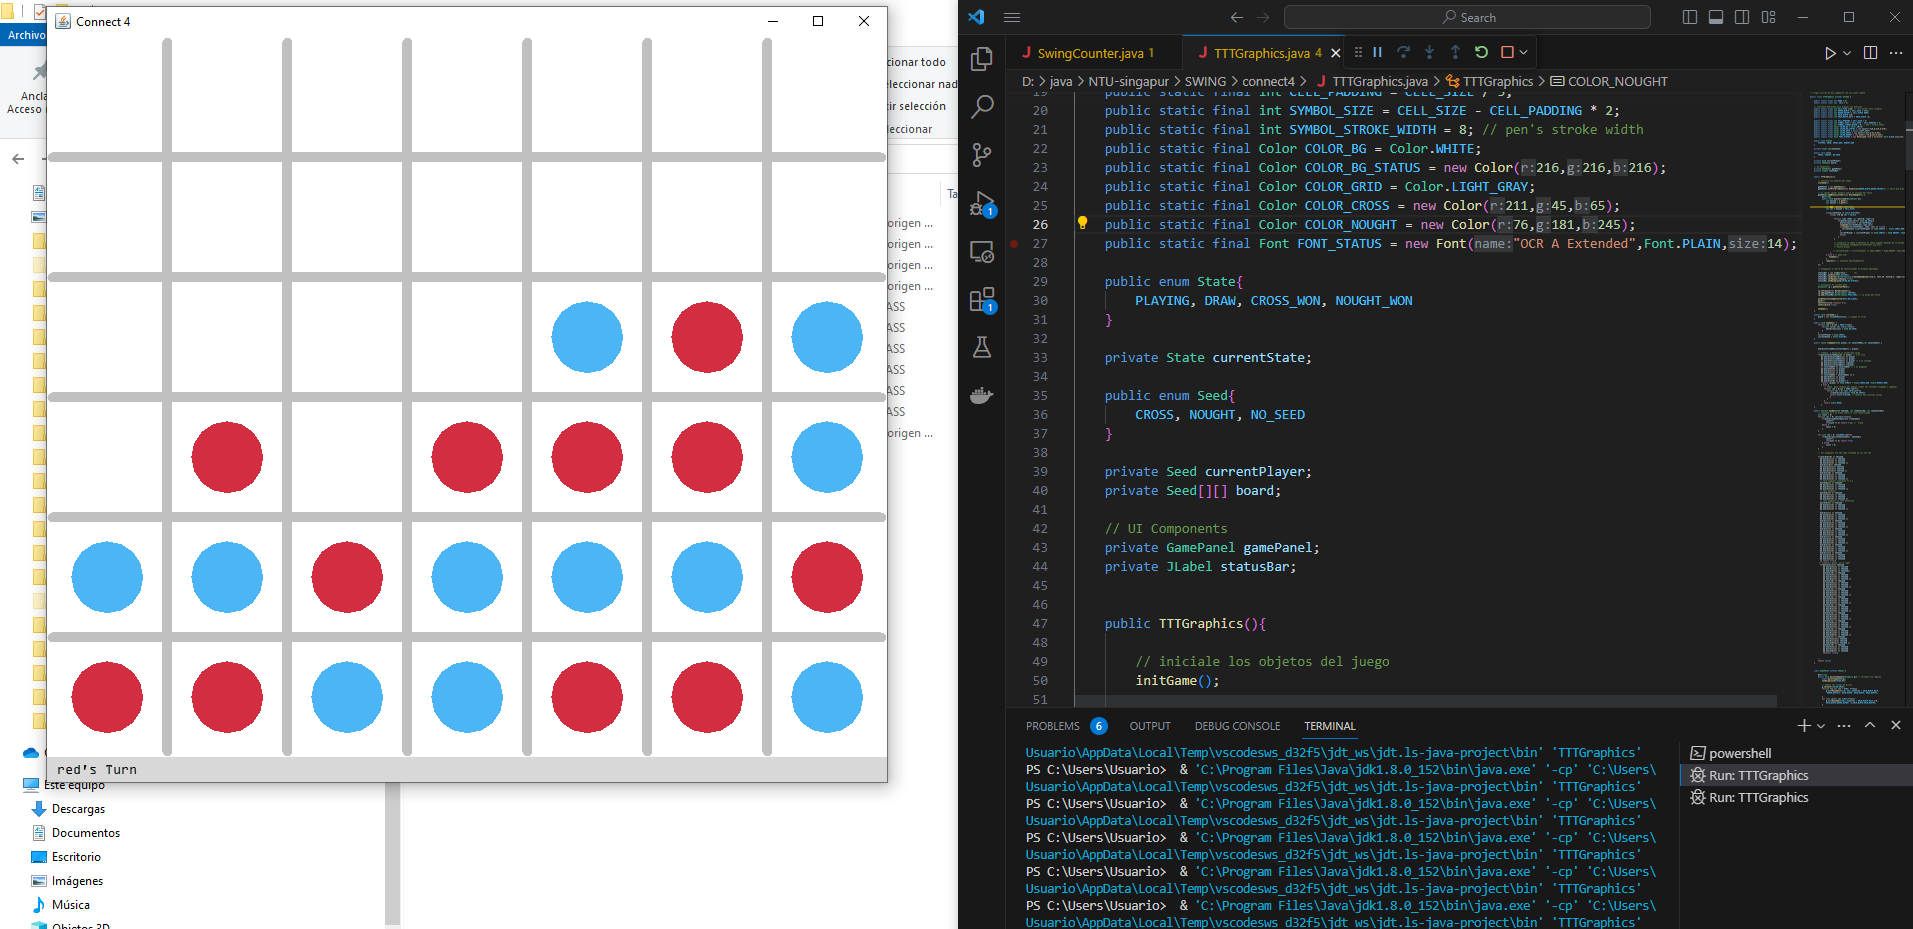 Archivo
Connect 4
cionar todo
cionar nad
tir selección
leccionar
Ancla
Acceso
Ta
origen ...
origen ...
origen ...
origen ...
ASS
ASS
ASS
ASS
ASS
ASS
origen ...
red's Turn
Este equipo
Descargas
Documentos
Escritorio
Imágenes
Música
Objetos 3D
Search
SwingCounter.java 1
TTTGraphics.java 4
D: > java > NTU-singapur > SWING > connect4 > TTTGraphics.java > TTTGraphics > COLOR_NOUGHT
19 public static final int CELL_PADDING = CELL_SIZE / 5;
20 public static final int SYMBOL_SIZE = CELL_SIZE - CELL_PADDING * 2;
21 public static final int SYMBOL_STROKE_WIDTH = 8; // pen's stroke width
22 public static final Color COLOR_BG = Color.WHITE;
23 public static final Color COLOR_BG_STATUS = new Color(r:216,g:216,b:216);
24 public static final Color COLOR_GRID = Color.LIGHT_GRAY;
25 public static final Color COLOR_CROSS = new Color(r:211,g:45,b:65);
26 public static final Color COLOR_NOUGHT = new Color(r:76,g:181,b:245);
27 public static final Font FONT_STATUS = new Font(name:"OCR A Extended",Font.PLAIN,size:14);
28
29 public enum State{
30 PLAYING, DRAW, CROSS_WON, NOUGHT_WON
31 }
32
33 private State currentState;
34
35 public enum Seed{
36 CROSS, NOUGHT, NO_SEED
37 }
38
39 private Seed currentPlayer;
40 private Seed[][] board;
41
42 // UI Components
43 private GamePanel gamePanel;
44 private JLabel statusBar;
45
46
47 public TTTGraphics(){
48
49 // iniciale los objetos del juego
50 initGame();
51
PROBLEMS 6 OUTPUT DEBUG CONSOLE TERMINAL
Usuario\AppData\Local\Temp\vscodesws_d32f5\jdt_ws\jdt.ls-java-project\bin' 'TTTGraphics'
PS C:\Users\Usuario> & 'C:\Program Files\Java\jdk1.8.0_152\bin\java.exe' '-cp' 'C:\Users\
Usuario\AppData\Local\Temp\vscodesws_d32f5\jdt_ws\jdt.ls-java-project\bin' 'TTTGraphics'
PS C:\Users\Usuario> & 'C:\Program Files\Java\jdk1.8.0_152\bin\java.exe' '-cp' 'C:\Users\
Usuario\AppData\Local\Temp\vscodesws_d32f5\jdt_ws\jdt.ls-java-project\bin' 'TTTGraphics'
PS C:\Users\Usuario> & 'C:\Program Files\Java\jdk1.8.0_152\bin\java.exe' '-cp' 'C:\Users\
Usuario\AppData\Local\Temp\vscodesws_d32f5\jdt_ws\jdt.ls-java-project\bin' 'TTTGraphics'
PS C:\Users\Usuario> & 'C:\Program Files\Java\jdk1.8.0_152\bin\java.exe' '-cp' 'C:\Users\
Usuario\AppData\Local\Temp\vscodesws_d32f5\jdt_ws\jdt.ls-java-project\bin' 'TTTGraphics'
PS C:\Users\Usuario> & 'C:\Program Files\Java\jdk1.8.0_152\bin\java.exe' '-cp' 'C:\Users\
Usuario\AppData\Local\Temp\vscodesws_d32f5\jdt_ws\jdt.ls-java-project\bin' 'TTTGraphics'
powershell
Run: TTTGraphics
Run: TTTGraphics